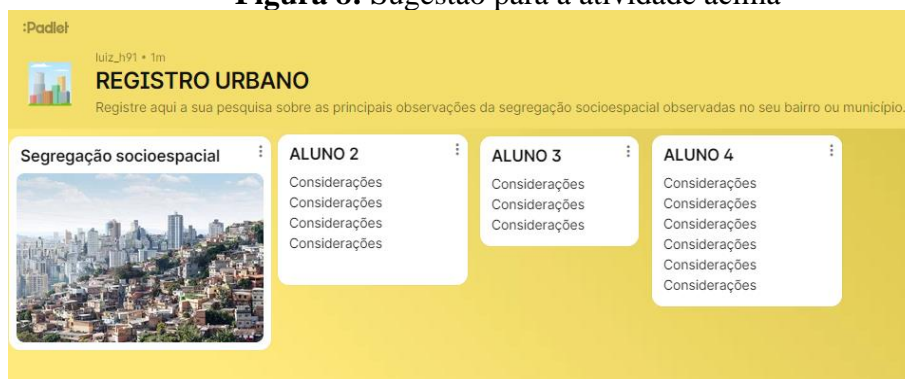 Figura 8: Sugestão para a atividade acima
:Padlet
luiz_h91 • 1m
REGISTRO URBANO
Registre aqui a sua pesquisa sobre as principais observações da segregação socioespacial observadas no seu bairro ou município.
Segregação socioespacial
ALUNO 2
Considerações
Considerações
Considerações
Considerações
ALUNO 3
Considerações
Considerações
Considerações
ALUNO 4
Considerações
Considerações
Considerações
Considerações
Considerações
Considerações